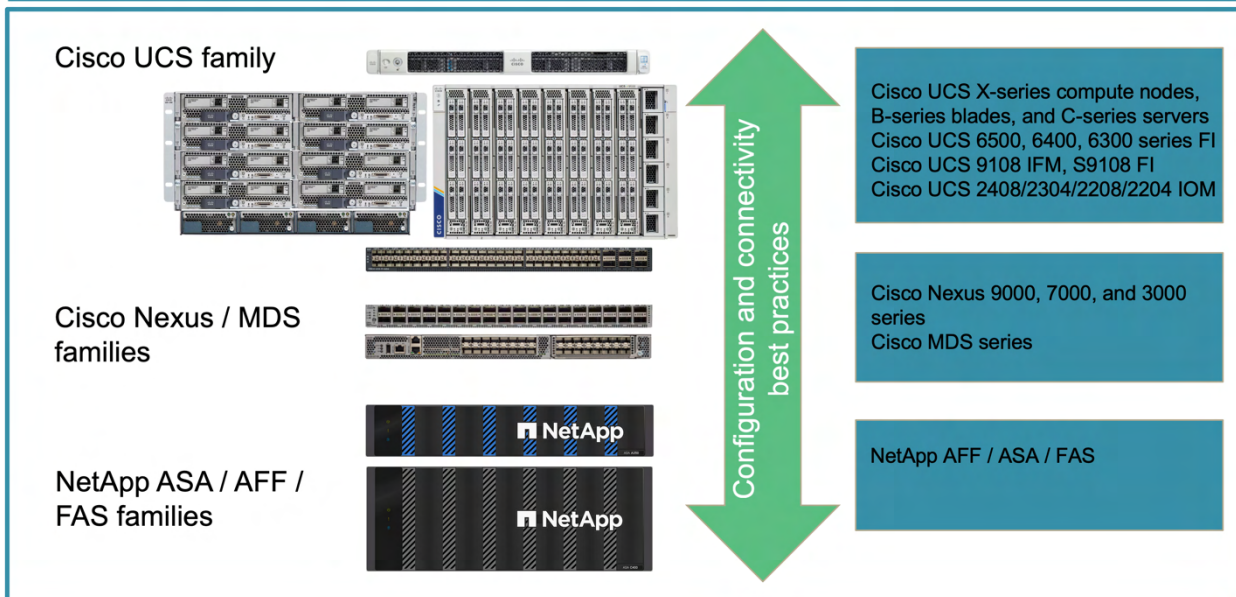 Cisco UCS family
CISCO
Cisco UCS X-series compute nodes,
B-series blades, and C-series servers
Cisco UCS 6500, 6400, 6300 series FI
Cisco UCS 9108 IFM, S9108 FI
Cisco UCS 2408/2304/2208/2204 IOM
Configuration and connectivity
best practices
Cisco Nexus / MDS
families
Cisco Nexus 9000, 7000, and 3000
series
Cisco MDS series
NetApp ASA / AFF /
FAS families
NetApp
NetApp
NetApp AFF / ASA / FAS